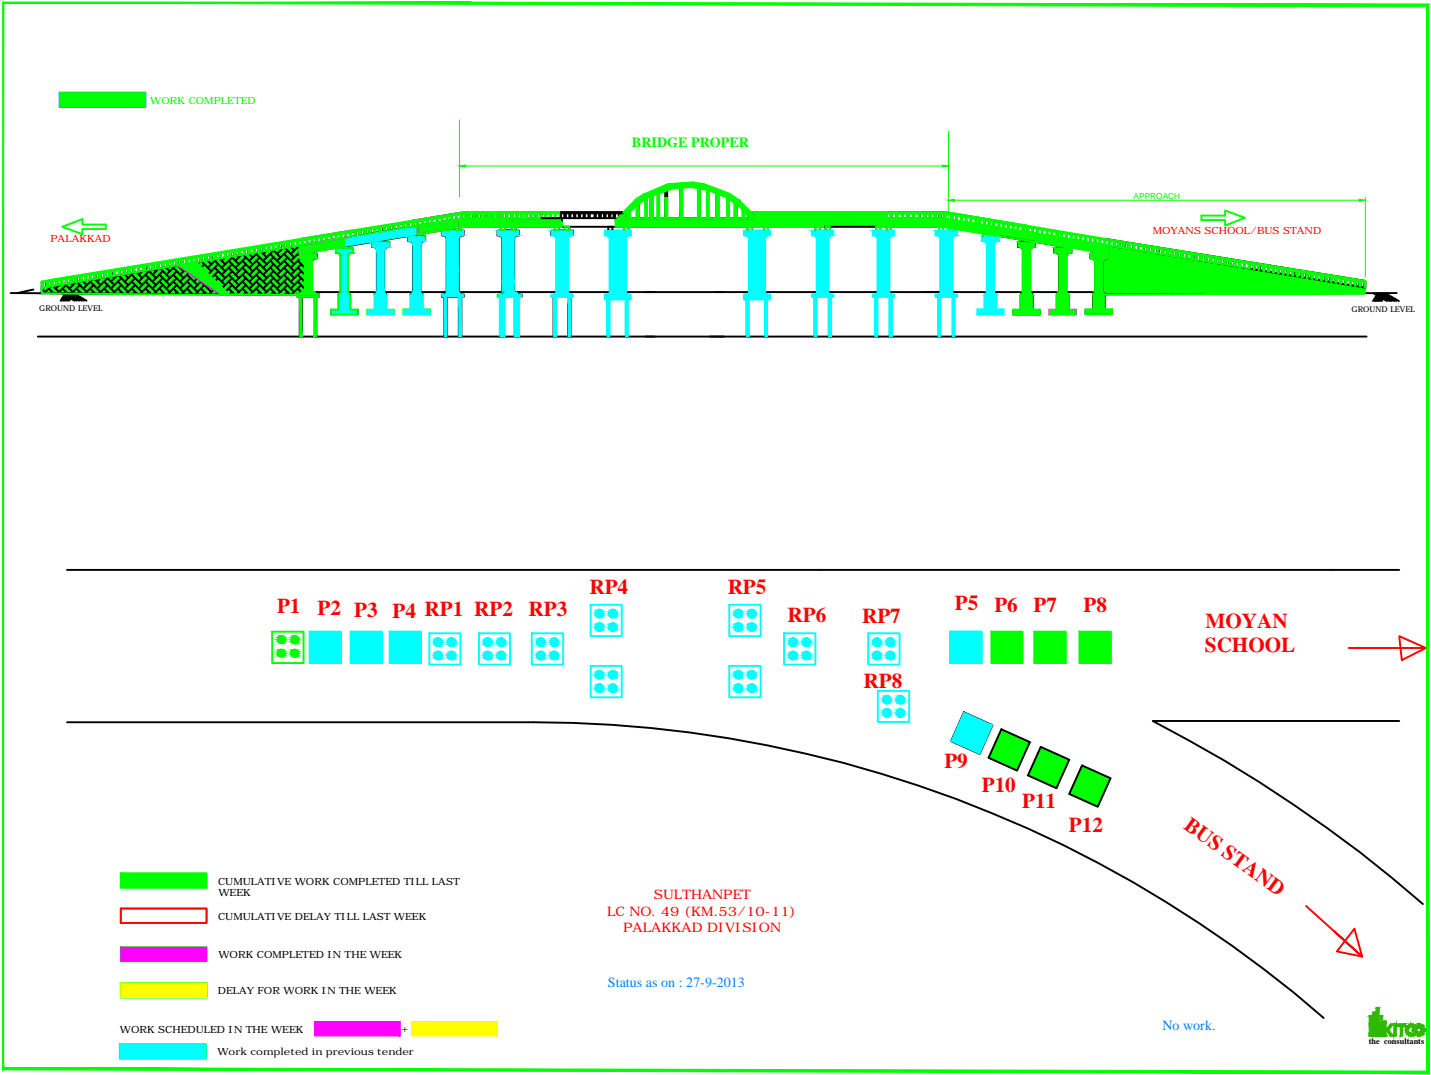 WORK COMPLETED
BRIDGE PROPER
APPROACH
PALAKKAD
MOYANS SCHOOL/BUS STAND
GROUND LEVEL
GROUND LEVEL
RP4
RP5
P1
P2
P3
P4
RP1
RP2
RP3
RP6
RP7
P5
P6
P7
P8
MOYAN
SCHOOL
RP8
P9
P10
P11
P12
BUS STAND
CUMULATIVE WORK COMPLETED TILL LAST
WEEK
CUMULATIVE DELAY TILL LAST WEEK
WORK COMPLETED IN THE WEEK
DELAY FOR WORK IN THE WEEK
WORK SCHEDULED IN THE WEEK +
Work completed in previous tender
SULTHANPET
LC NO. 49 (KM.53/10-11)
PALAKKAD DIVISION
Status as on : 27-9-2013
No work.
KITCO
the consultants